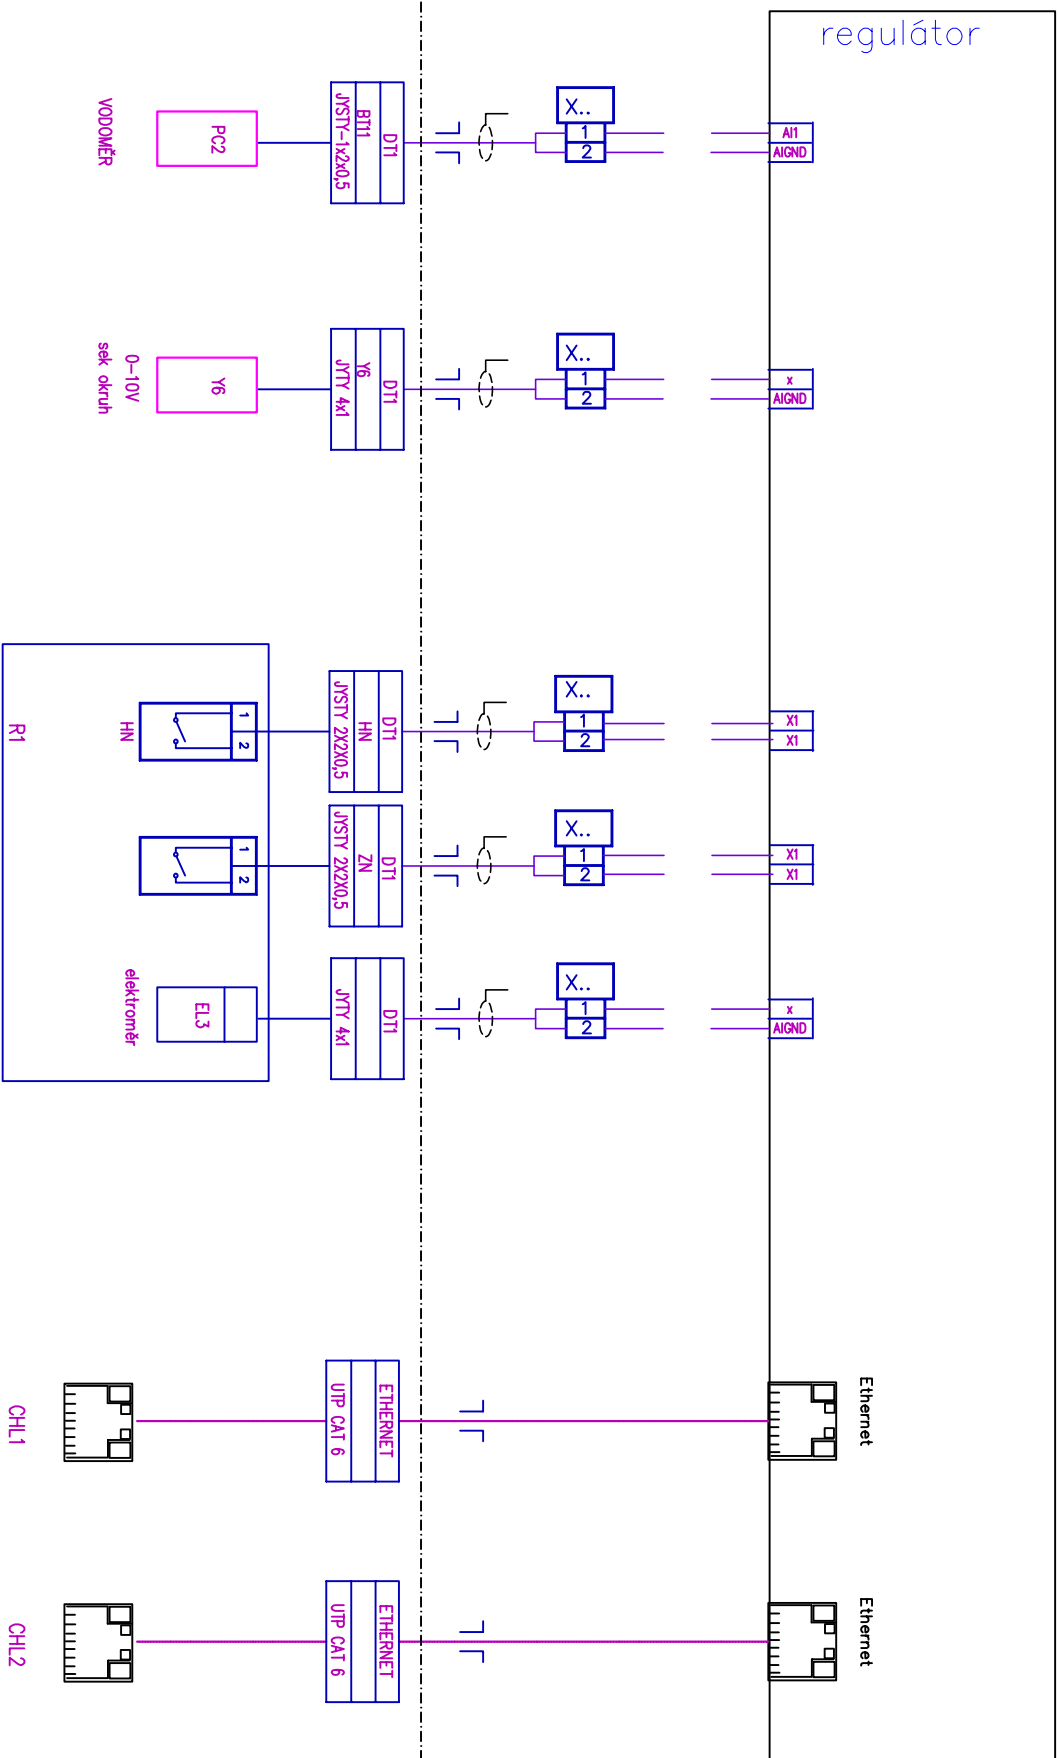 regulátor
AI1
AIGND
X..
1
2
DT1
BT11
JYSTY-1x2x0,5
PC2
VODOMĚR
x
AIGND
X..
1
2
DT1
Y6
JYTY 4x1
Y6
0-10V
sek okruh
X1
X1
X..
1
2
DT1
HN
JYSTY 2X2X0,5
1
2
HN
X1
X1
X..
1
2
DT1
ZN
JYSTY 2X2X0,5
1
2
x
AIGND
X..
1
2
DT1
JYTY 4x1
EL3
elektroměr
R1
Ethernet
ETHERNET
UTP CAT 6
CHL1
Ethernet
ETHERNET
UTP CAT 6
CHL2